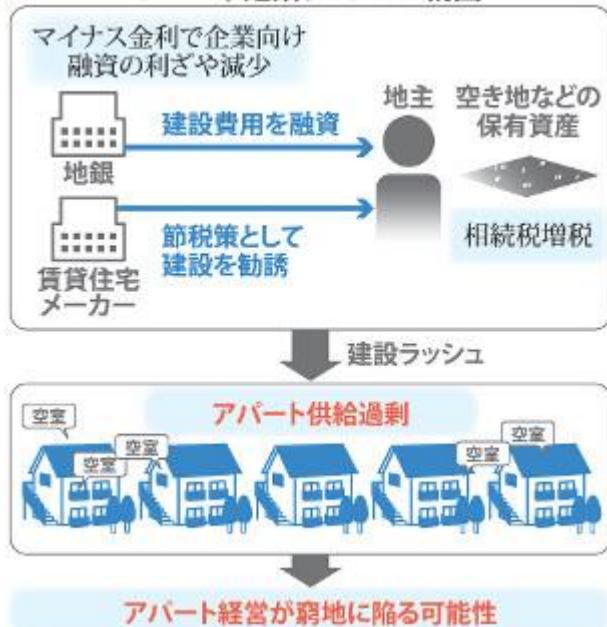 マイナス金利で企業向け
融資の利ざや減少
地主
空き地などの
保有資産
建設費用を融資
地銀
節税策として
建設を勧誘
賃貸住宅
メーカー
相続税増税
建設ラッシュ
アパート供給過剰
空室
空室
空室
空室
空室
アパート経営が窮地に陥る可能性